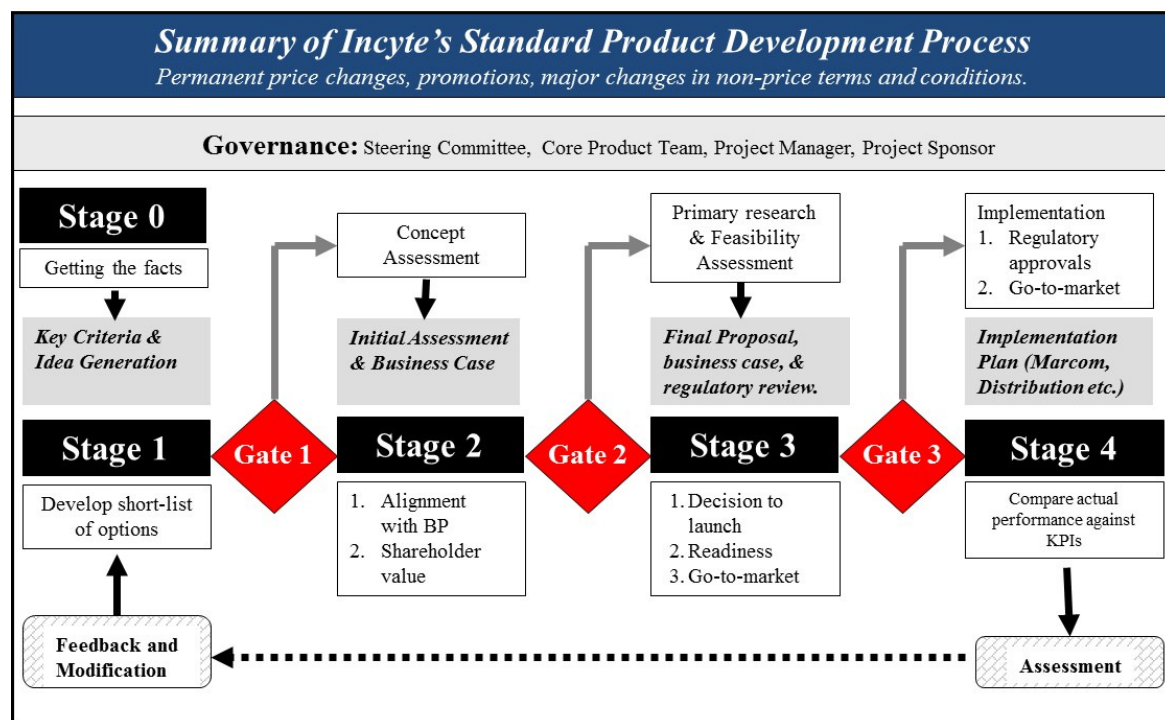 Summary of Incyte's Standard Product Development Process
Permanent price changes, promotions, major changes in non-price terms and conditions.
Governance: Steering Committee, Core Product Team, Project Manager, Project Sponsor
Stage 0
Getting the facts
Key Criteria &
Idea Generation
Stage 1
Develop short-list
of options
Feedback and
Modification
Gate 1
Concept
Assessment
Initial Assessment
& Business Case
Stage 2
1. Alignment
with BP
2. Shareholder
value
Gate 2
Primary research
& Feasibility
Assessment
Final Proposal,
business case, &
regulatory review.
Stage 3
1. Decision to
launch
2. Readiness
3. Go-to-market
Gate 3
Implementation
1. Regulatory
approvals
2. Go-to-market
Implementation
Plan (Marcom,
Distribution etc.)
Stage 4
Compare actual
performance against
KPIs
Assessment